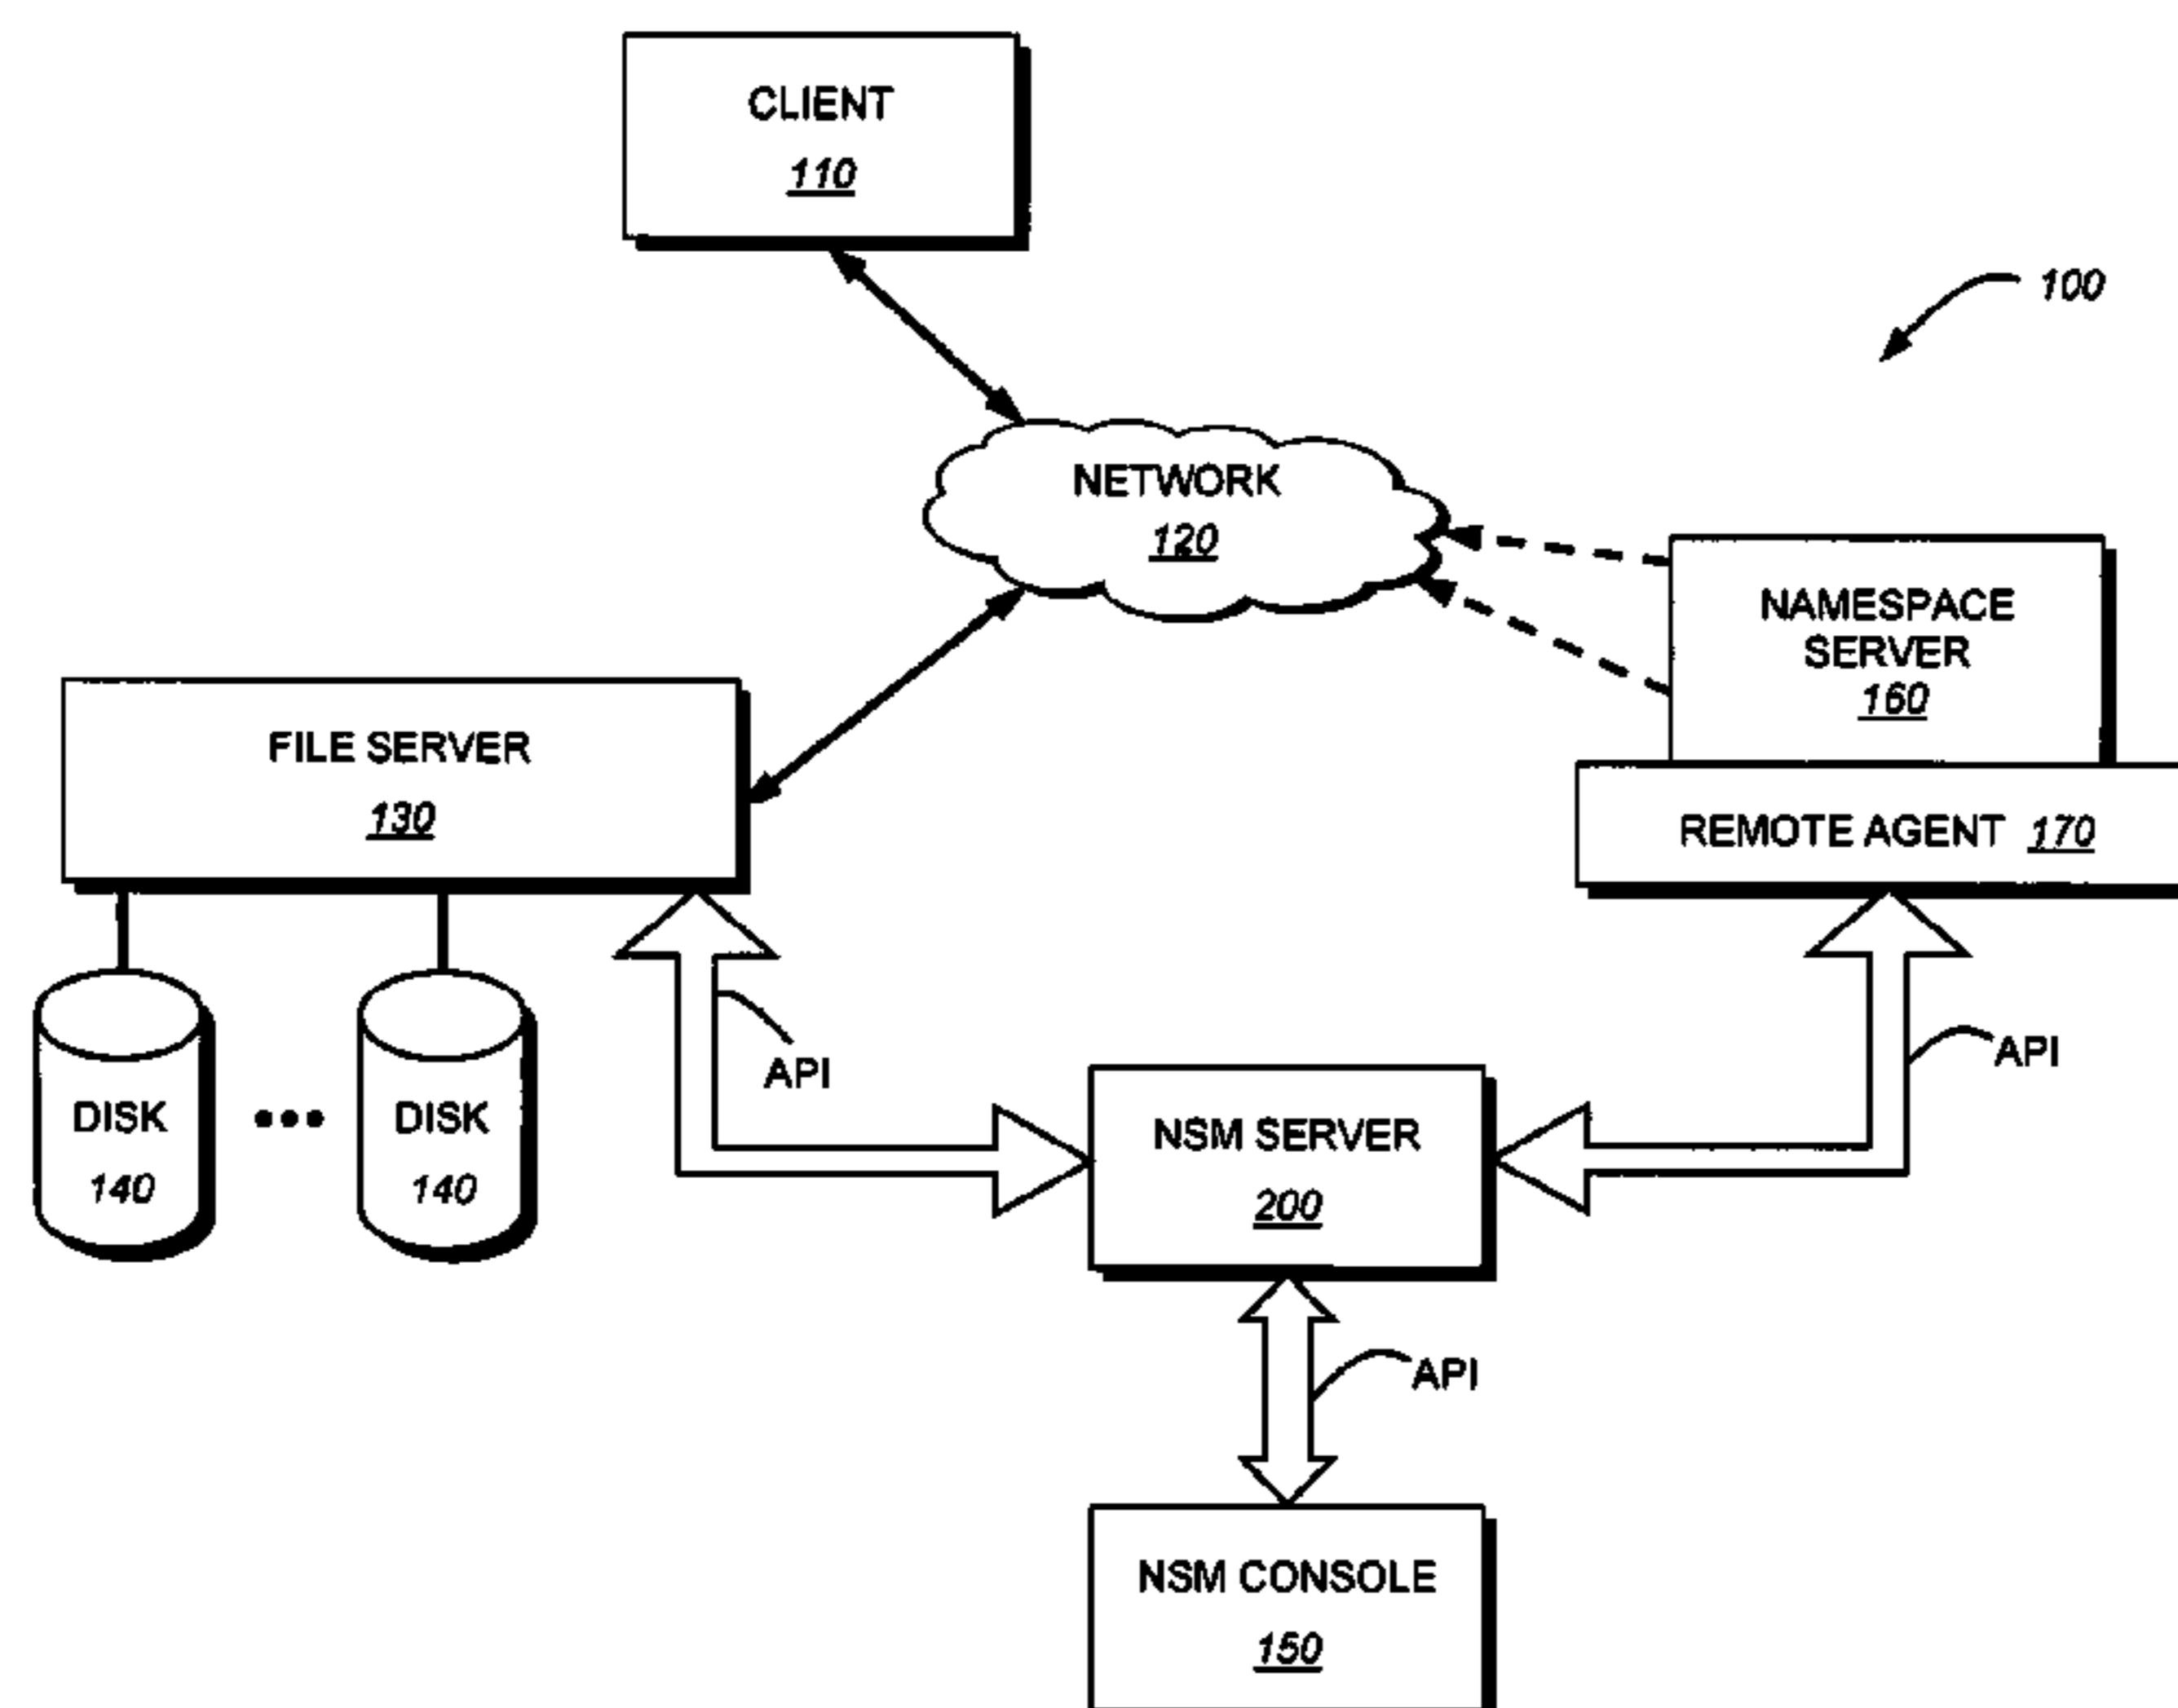 CLIENT
110
100
NETWORK
120
NAMESPACE
SERVER
160
FILE SERVER
130
REMOTE AGENT 170
API
API
DISK
140
DISK
140
NSM SERVER
200
API
NSM CONSOLE
150